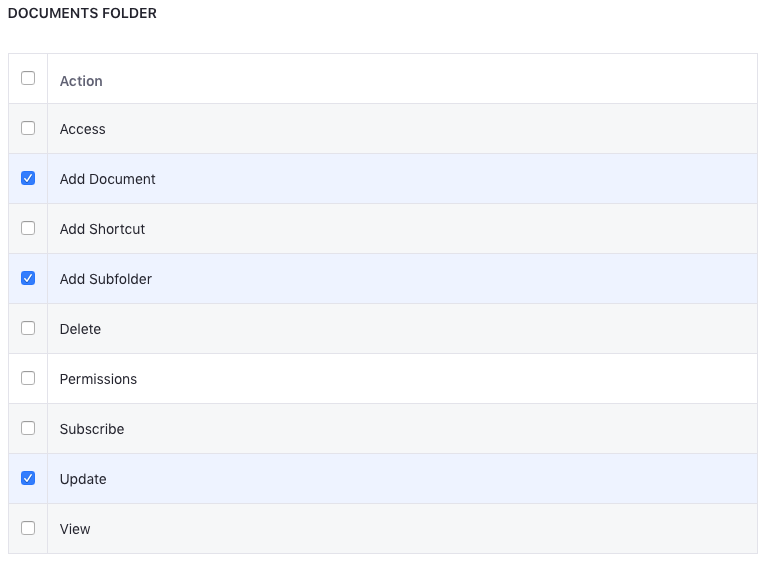 DOCUMENTS FOLDER
Action
Access
Add Document
Add Shortcut
Add Subfolder
Delete
Permissions
Subscribe
Update
View